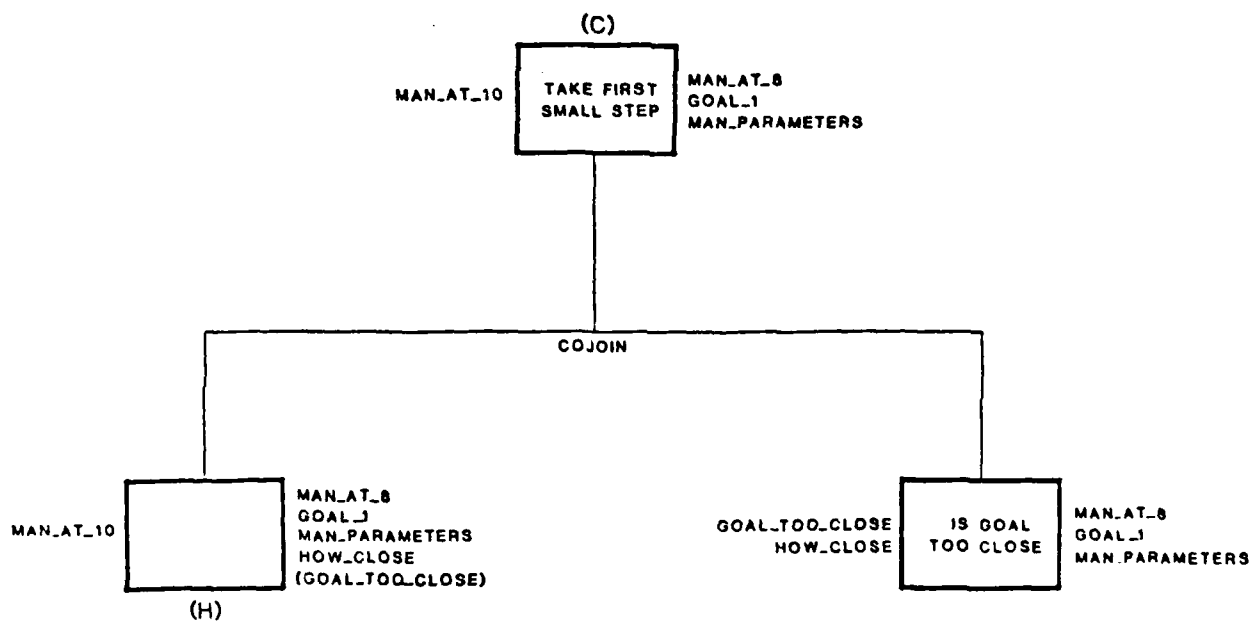 (C)
MAN_AT_10
TAKE FIRST
SMALL STEP
MAN_AT_8
GOAL_1
MAN_PARAMETERS
COJOIN
MAN_AT_10
MAN_AT_8
GOAL_1
MAN_PARAMETERS
HOW_CLOSE
(GOAL_TOO_CLOSE)
(H)
GOAL_TOO_CLOSE
HOW_CLOSE
IS GOAL
TOO CLOSE
MAN_AT_8
GOAL_1
MAN_PARAMETERS